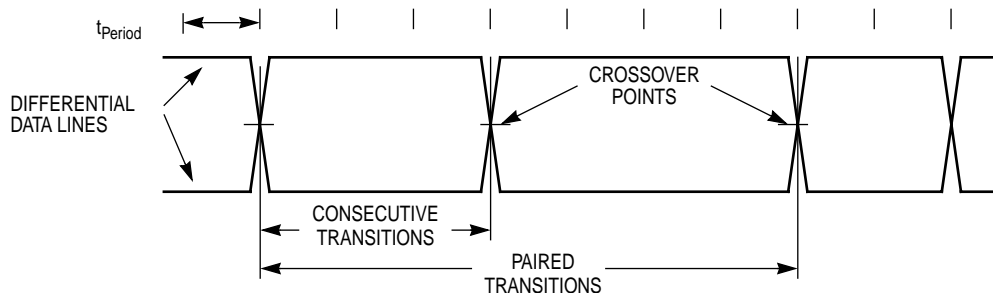 tPeriod
CROSSOVER
POINTS
DIFFERENTIAL
DATA LINES
CONSECUTIVE
TRANSITIONS
PAIRED
TRANSITIONS